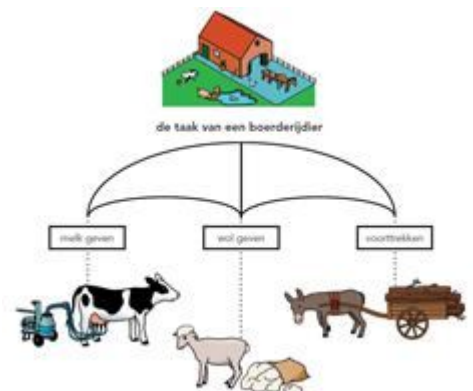 de taak van een boerderijdier
melk geven
wol geven
voorttrekken